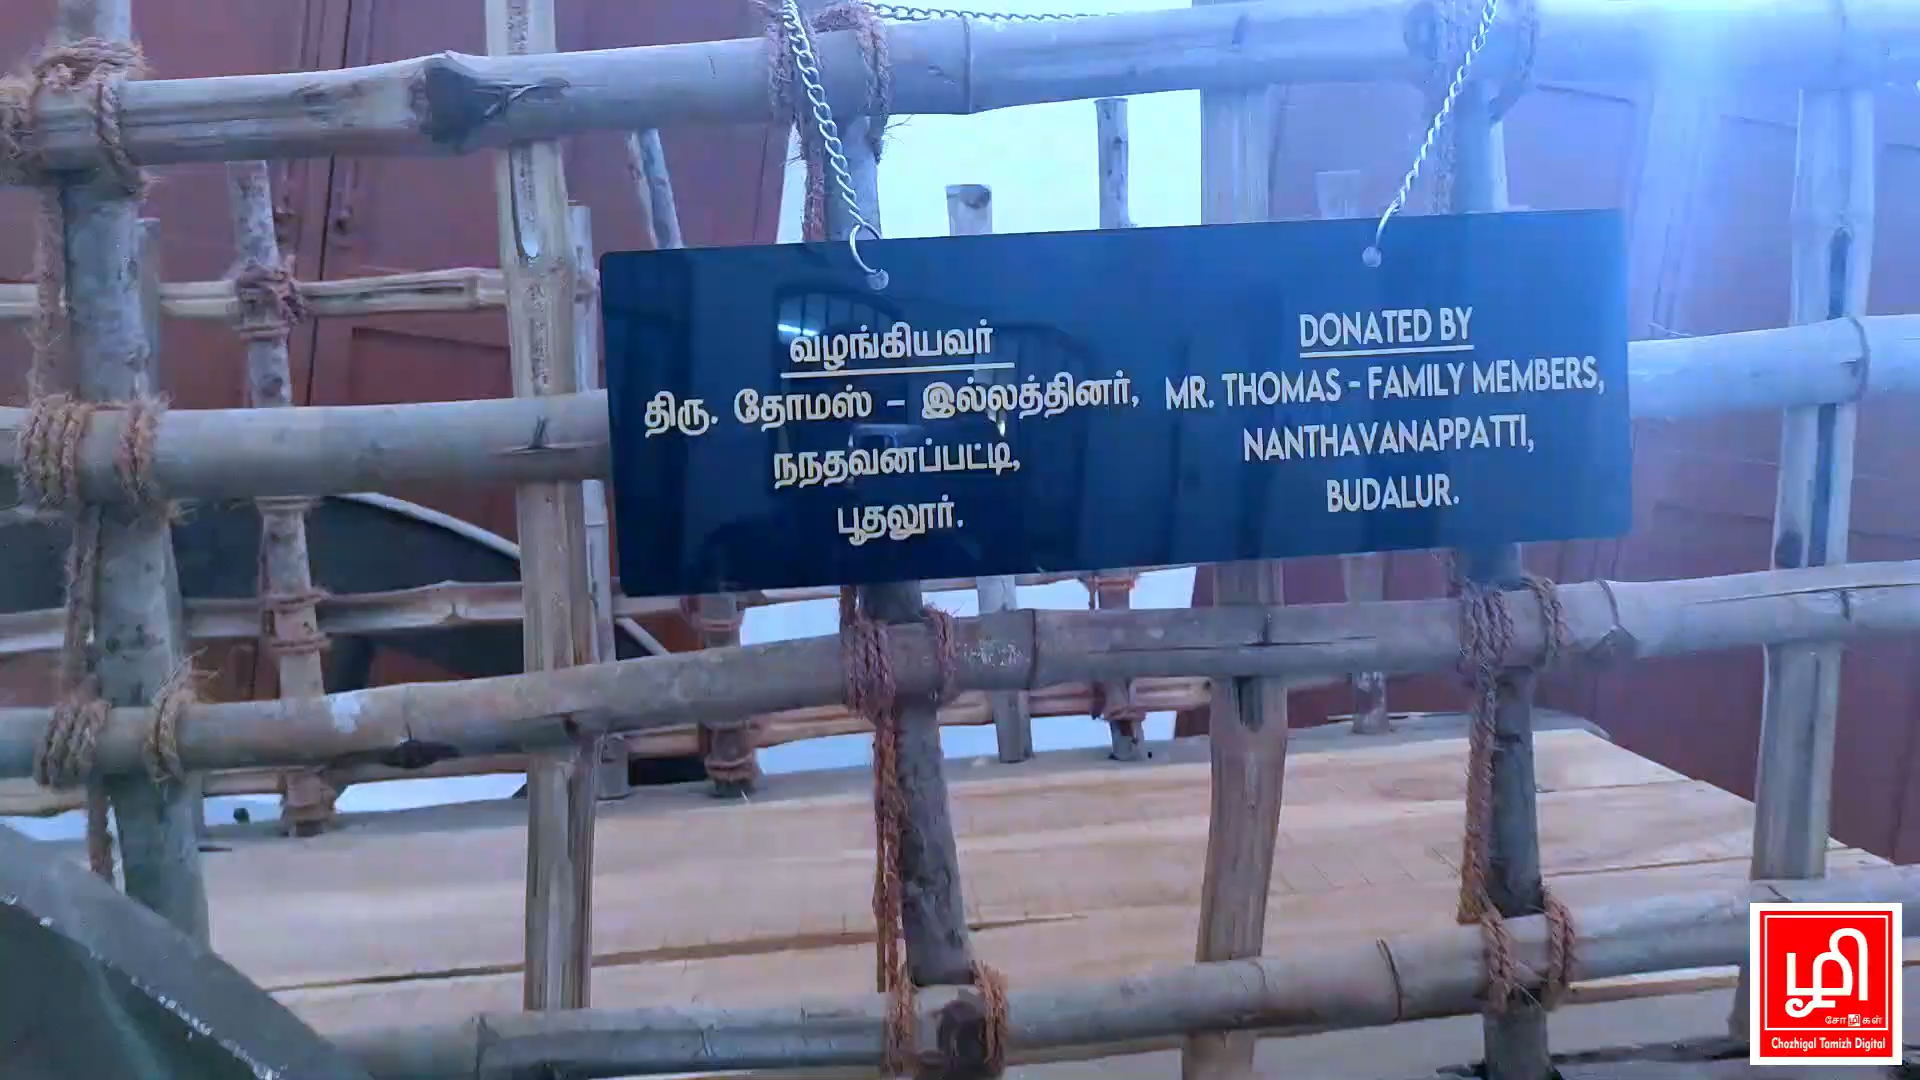 வழங்கியவர்
திரு. தோமஸ் - இல்லத்தினர்,
நநதவனப்பட்டி,
பூதலூர்.
DONATED BY
MR. THOMAS - FAMILY MEMBERS,
NANTHAVANAPPATTI,
BUDALUR.
ழி
சோழிகள்
Chozhigal Tamizh Digital